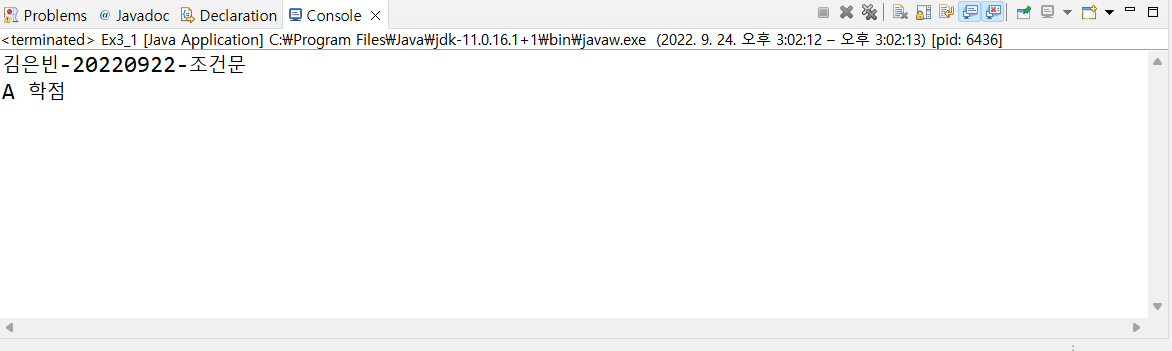 Problems @ Javadoc Declaration Console
<terminated> Ex3_1 [Java Application] C:₩Program Files₩Java₩jdk-11.0.16.1+1₩bin₩javaw.exe (2022. 9. 24. 오후 3:02:12 – 오후 3:02:13) [pid: 6436]
김은빈-20220922-조건문
A 학점